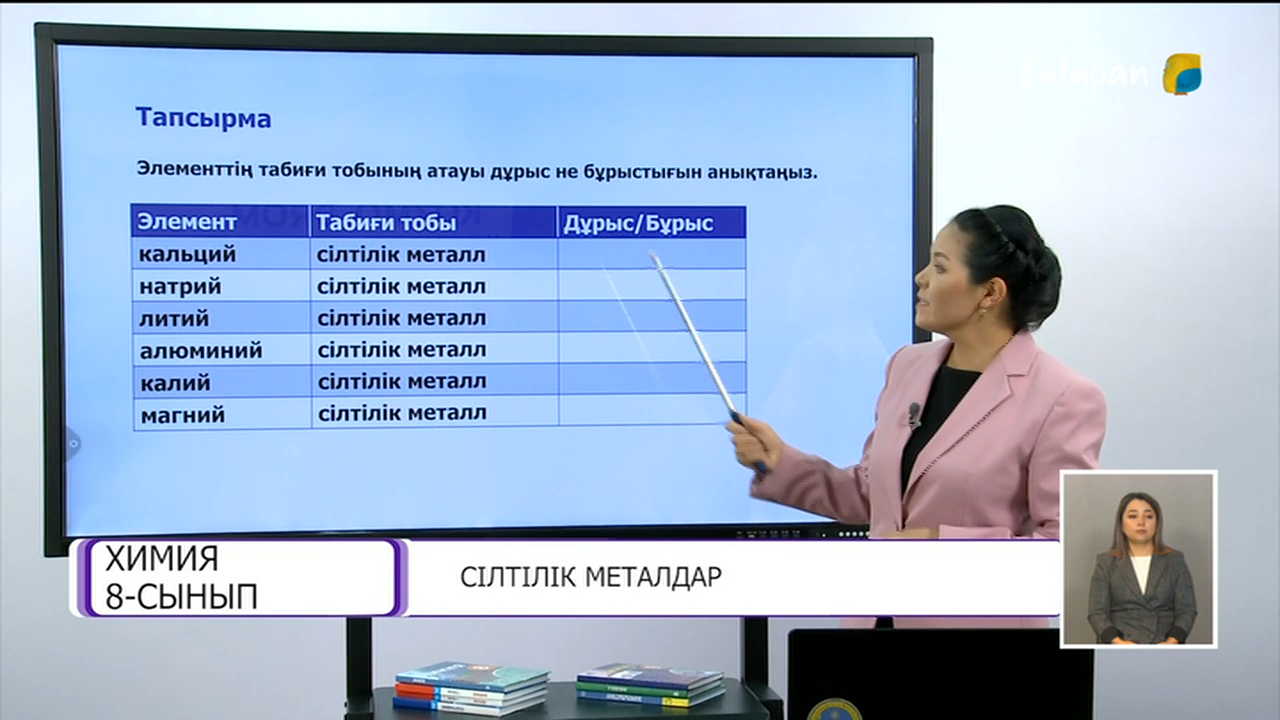 Balapan
Тапсырма
Элементтің табиғи тобының атауы дұрыс не бұрыстығын анықтаңыз.
Элемент Табиғи тобы Дұрыс/Бұрыс
кальций сілтілік металл
натрий сілтілік металл
литий сілтілік металл
алюминий сілтілік металл
калий сілтілік металл
магний сілтілік металл
ХИМИЯ
8-СЫНЫП
СІЛТІЛІК МЕТАЛДАР